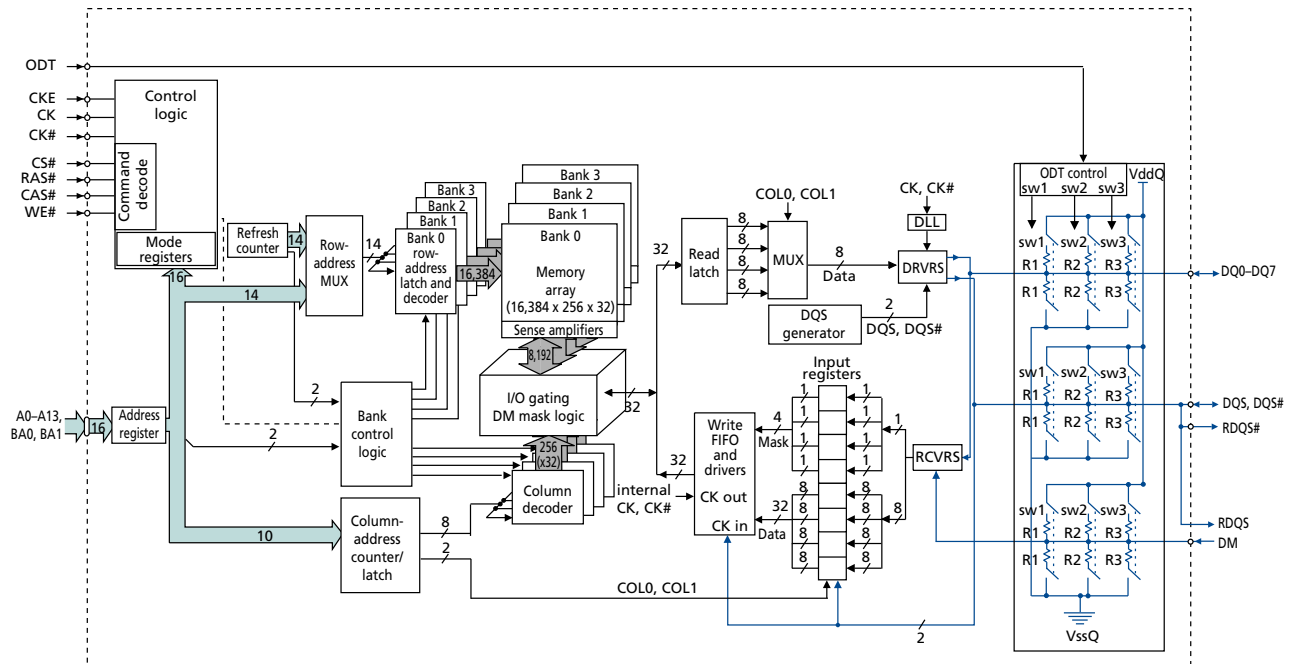 ODT
CKE
CK
CK#
CS#
RAS#
CAS#
WE#
Control
logic
Command
decode
Mode
registers
16
Refresh
counter
14
Row-
address
MUX
14
14
Bank 3
Bank 2
Bank 1
Bank 0
row-
address
latch and
decoder
16,384
Bank 3
Bank 2
Bank 1
Bank 0
Memory
array
(16,384 x 256 x 32)
Sense amplifiers
8,192
I/O gating
DM mask logic
32
32
Read
latch
8
8
8
8
COL0, COL1
MUX
8
Data
CK, CK#
DLL
DRVRS
DQS
generator
2
DQS, DQS#
A0–A13,
BA0, BA1
16
Address
register
2
2
Bank
control
logic
256
(x32)
Column
decoder
10
Column-
address
counter/
latch
8
2
COL0, COL1
internal
CK, CK#
32
Write
FIFO
and
drivers
CK out
CK in
4
Mask
32
Data
Input
registers
1
1
1
1
1
1
1
1
1
8
8
8
8
8
8
8
8
8
RCVRS
2
ODT control
sw1 sw2 sw3
VddQ
sw1 sw2 sw3
R1 R2 R3
R1 R2 R3
DQ0–DQ7
sw1 sw2 sw3
R1 R2 R3
R1 R2 R3
DQS, DQS#
RDQS#
sw1 sw2 sw3
R1 R2 R3
R1 R2 R3
RDQS
DM
VssQ